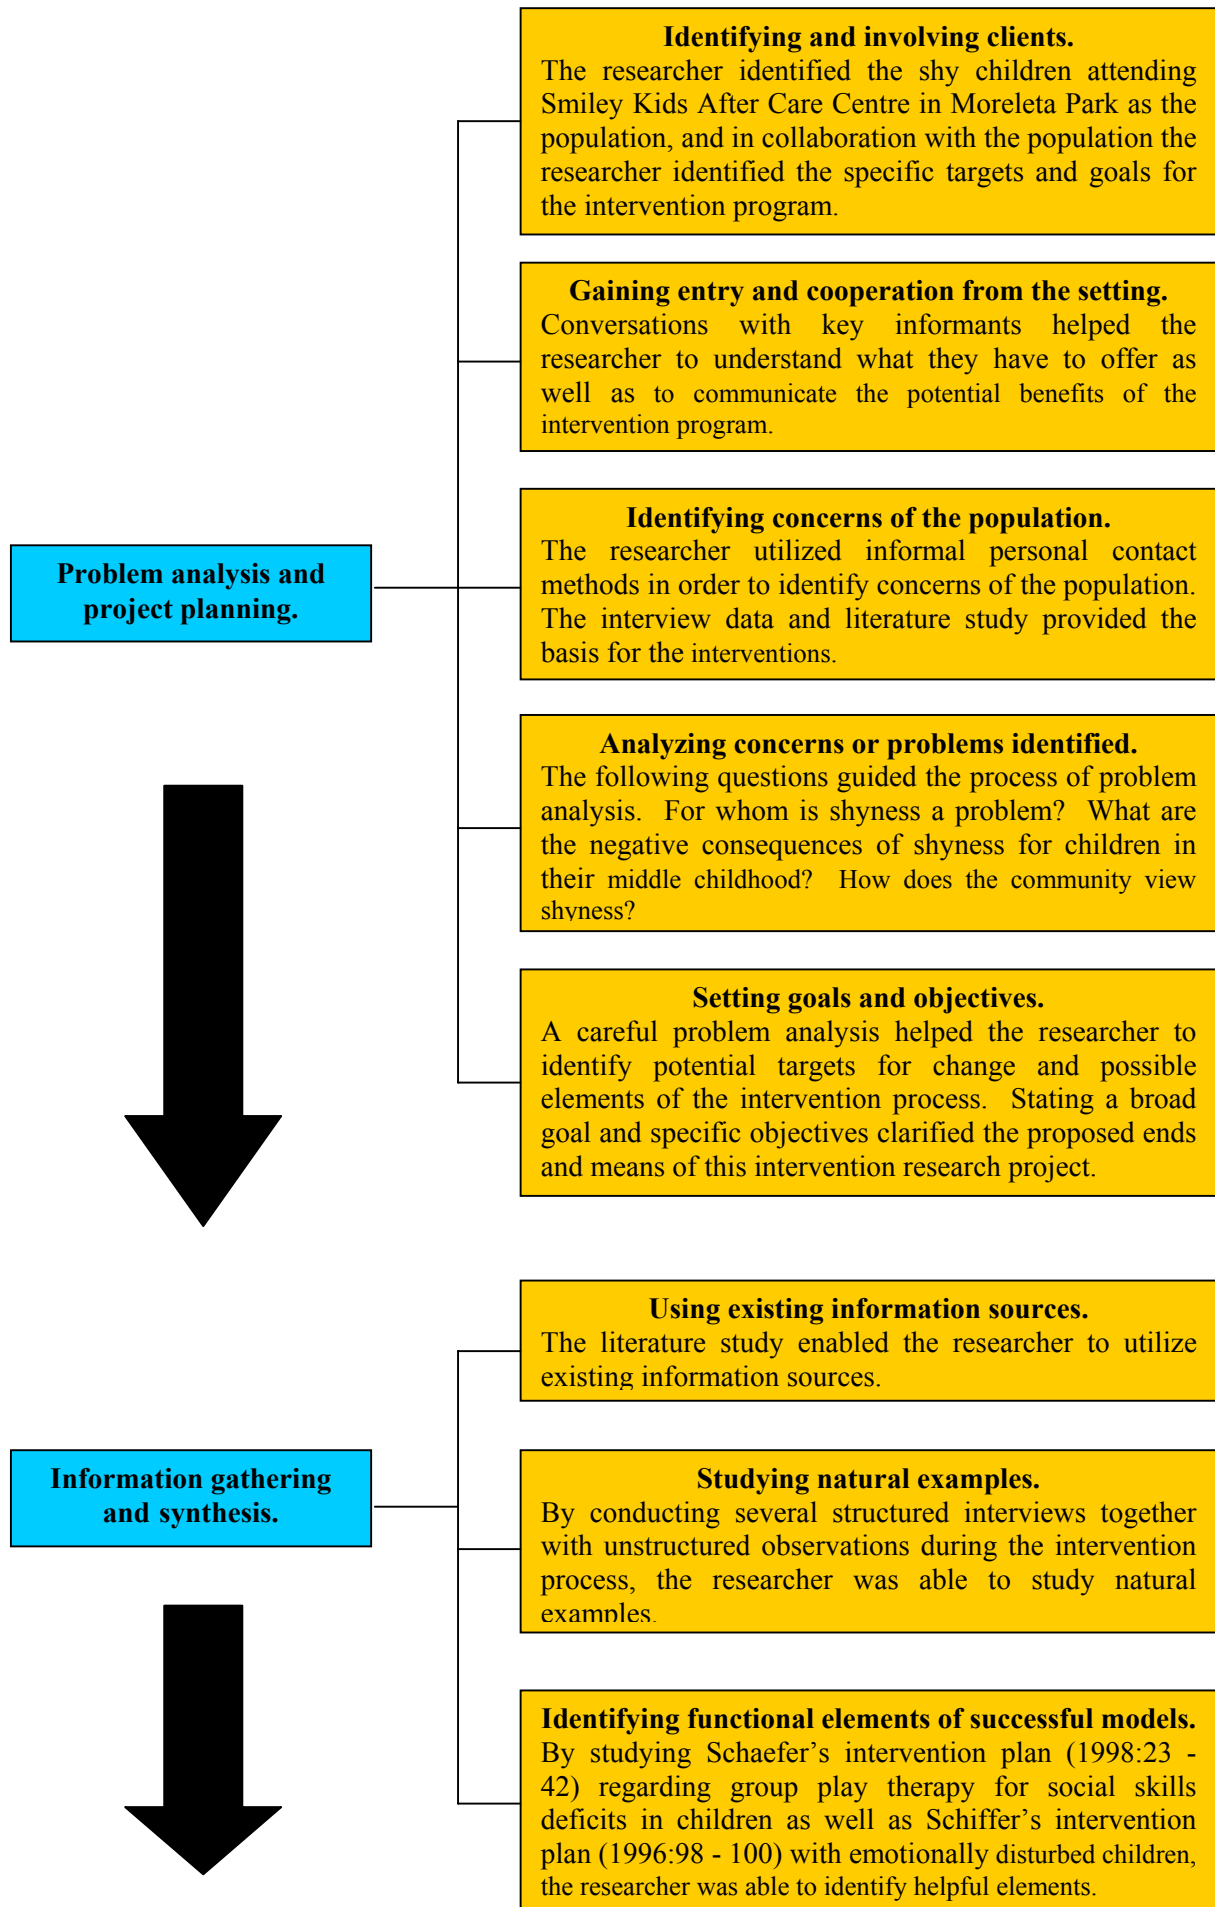 Identifying and involving clients.
The researcher identified the shy children attending
Smiley Kids After Care Centre in Moreleta Park as the
population, and in collaboration with the population the
researcher identified the specific targets and goals for
the intervention program.
Gaining entry and cooperation from the setting.
Conversations with key informants helped the
researcher to understand what they have to offer as
well as to communicate the potential benefits of the
intervention program.
Problem analysis and
project planning.
Identifying concerns of the population.
The researcher utilized informal personal contact
methods in order to identify concerns of the population.
The interview data and literature study provided the
basis for the interventions.
Analyzing concerns or problems identified.
The following questions guided the process of problem
analysis. For whom is shyness a problem? What are
the negative consequences of shyness for children in
their middle childhood? How does the community view
shyness?
Setting goals and objectives.
A careful problem analysis helped the researcher to
identify potential targets for change and possible
elements of the intervention process. Stating a broad
goal and specific objectives clarified the proposed ends
and means of this intervention research project.
Using existing information sources.
The literature study enabled the researcher to utilize
existing information sources.
Information gathering
and synthesis.
Studying natural examples.
By conducting several structured interviews together
with unstructured observations during the intervention
process, the researcher was able to study natural
examples.
Identifying functional elements of successful models.
By studying Schaefer’s intervention plan (1998:23 -
42) regarding group play therapy for social skills
deficits in children as well as Schiffer’s intervention
plan (1996:98 - 100) with emotionally disturbed children,
the researcher was able to identify helpful elements.